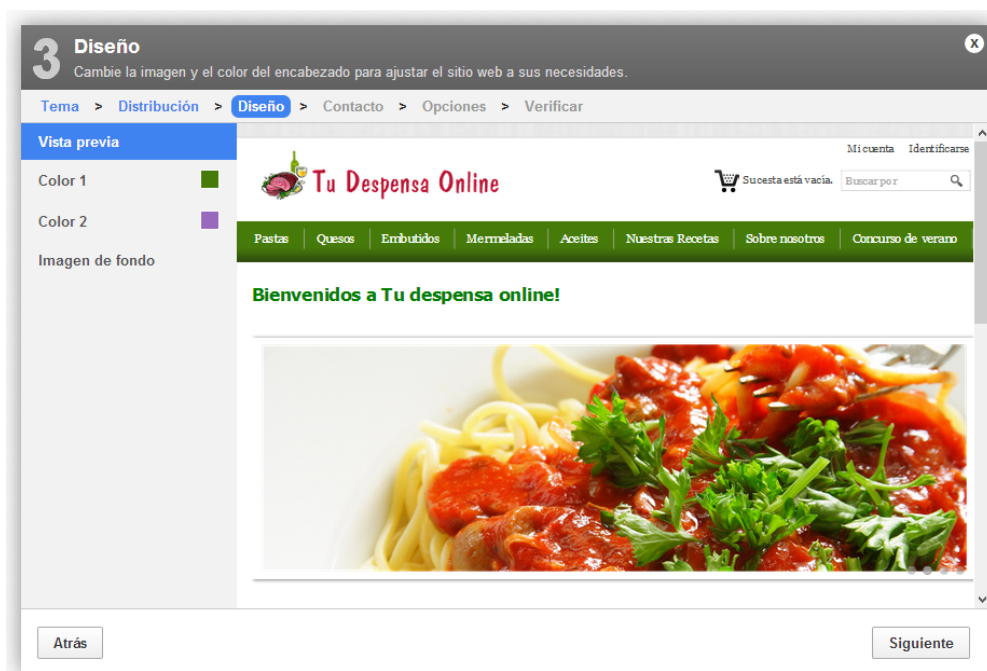 3 Diseño
Cambie la imagen y el color del encabezado para ajustar el sitio web a sus necesidades.
X
Tema > Distribución > Diseño > Contacto > Opciones > Verificar
Vista previa
Color 1
Color 2
Imagen de fondo
Mi cuenta Identificarse
Tu Despensa Online
Su cesta está vacía.
Buscar por
Pastas Quesos Embutidos Mermeladas Aceites Nuestras Recetas Sobre nosotros Concurso de verano
Bienvenidos a Tu despensa online!
Atrás
Siguiente